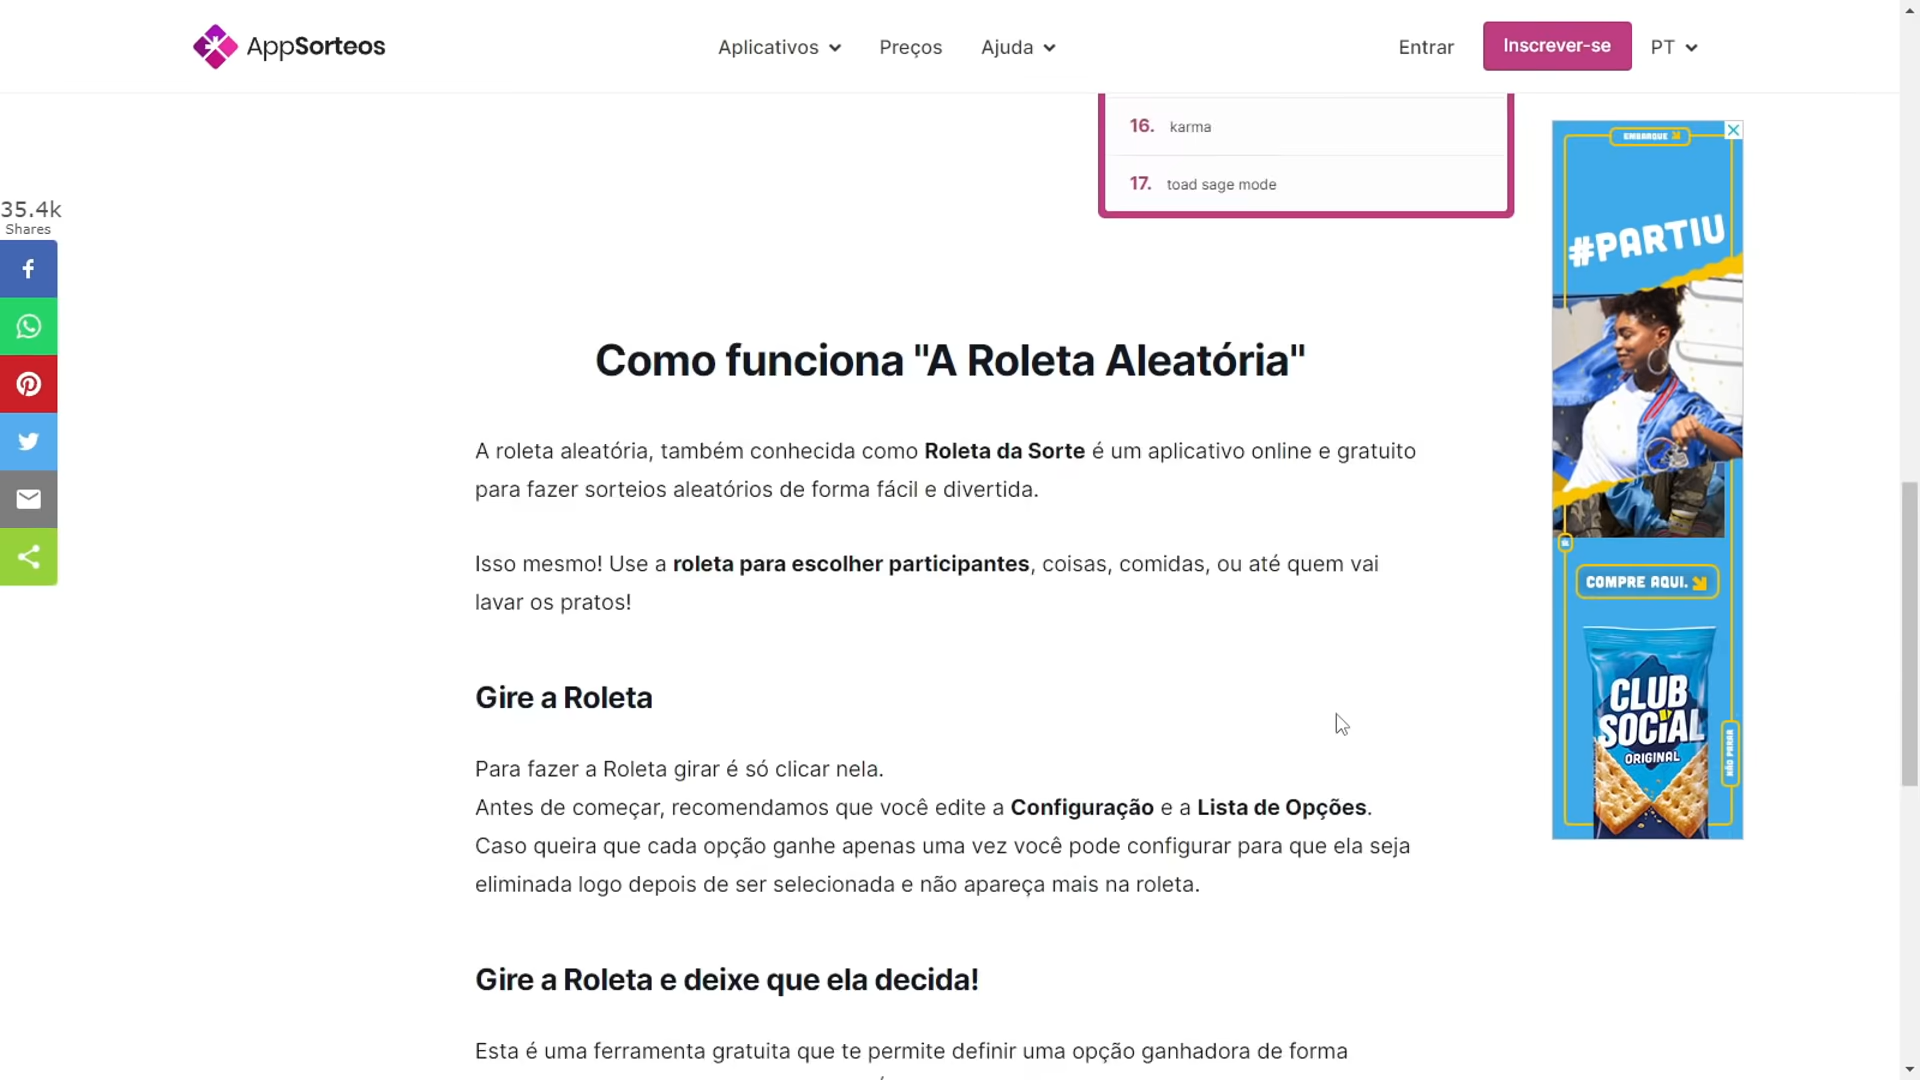 AppSorteos
Aplicativos
Preços
Ajuda
Entrar
Inscrever-se
PT
16. karma
17. toad sage mode
35.4k
Shares
Como funciona "A Roleta Aleatória"
A roleta aleatória, também conhecida como Roleta da Sorte é um aplicativo online e gratuito
para fazer sorteios aleatórios de forma fácil e divertida.
Isso mesmo! Use a roleta para escolher participantes, coisas, comidas, ou até quem vai
lavar os pratos!
Gire a Roleta
Para fazer a Roleta girar é só clicar nela.
Antes de começar, recomendamos que você edite a Configuração e a Lista de Opções.
Caso queira que cada opção ganhe apenas uma vez você pode configurar para que ela seja
eliminada logo depois de ser selecionada e não apareça mais na roleta.
Gire a Roleta e deixe que ela decida!
Esta é uma ferramenta gratuita que te permite definir uma opção ganhadora de forma
EMBARQUE
#PARTIU
COMPRE AQUI.
CLUB
SOCIAL
ORIGINAL
NÃO PARAR